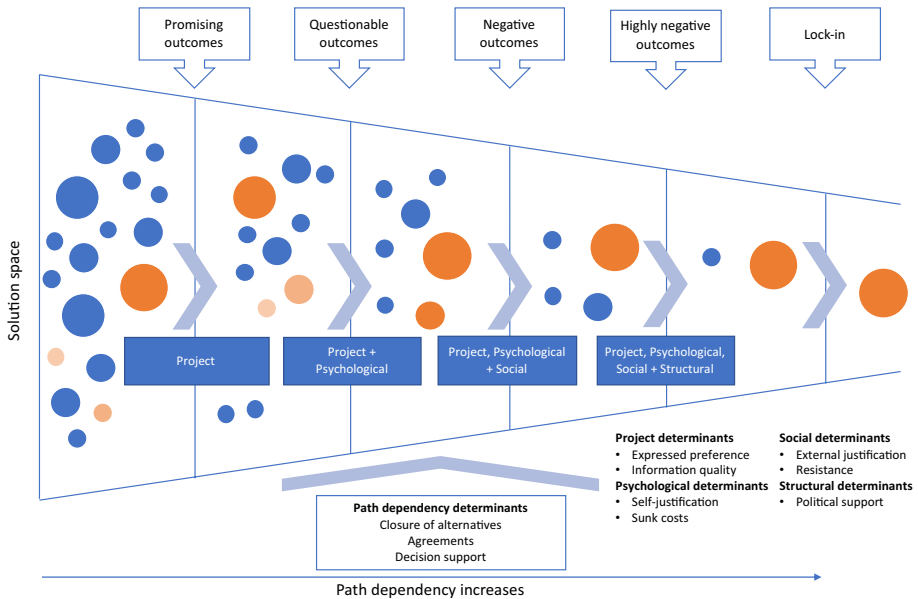 Promising
outcomes
Questionable
outcomes
Negative
outcomes
Highly negative
outcomes
Lock-in
Solution space
Project
Project +
Psychological
Project, Psychological
+ Social
Project, Psychological,
Social + Structural
Project determinants
• Expressed preference
• Information quality
Psychological determinants
• Self-justification
• Sunk costs
Social determinants
• External justification
• Resistance
Structural determinants
• Political support
Path dependency determinants
Closure of alternatives
Agreements
Decision support
Path dependency increases